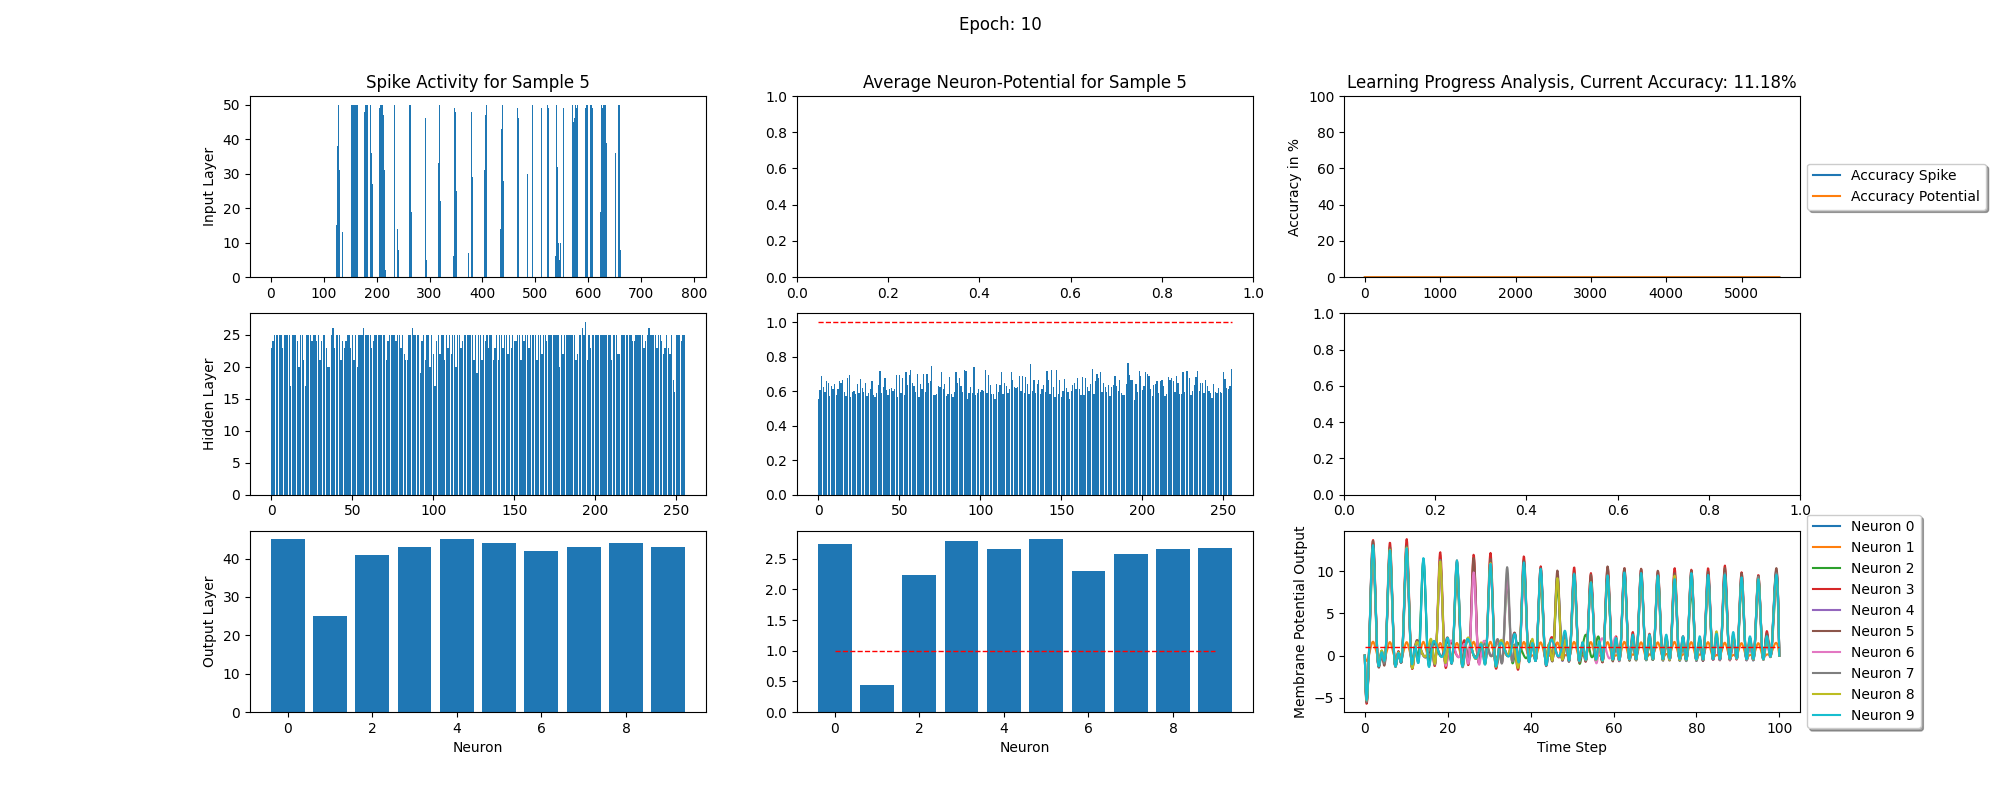 Epoch: 10
Spike Activity for Sample 5
Average Neuron-Potential for Sample 5
Learning Progress Analysis, Current Accuracy: 11.18%
Input Layer
50
40
30
20
10
0
0 100 200 300 400 500 600 700 800
1.0
0.8
0.6
0.4
0.2
0.0
0.0 0.2 0.4 0.6 0.8 1.0
Accuracy in %
100
80
60
40
20
0
0 1000 2000 3000 4000 5000
Accuracy Spike
Accuracy Potential
Hidden Layer
25
20
15
10
5
0
0 50 100 150 200 250
1.0
0.8
0.6
0.4
0.2
0.0
0 50 100 150 200 250
1.0
0.8
0.6
0.4
0.2
0.0
0.0 0.2 0.4 0.6 0.8 1.0
Output Layer
40
30
20
10
0
0 2 4 6 8
Neuron
2.5
2.0
1.5
1.0
0.5
0.0
0 2 4 6 8
Neuron
Membrane Potential Output
10
5
0
−5
0 20 40 60 80 100
Time Step
Neuron 0
Neuron 1
Neuron 2
Neuron 3
Neuron 4
Neuron 5
Neuron 6
Neuron 7
Neuron 8
Neuron 9